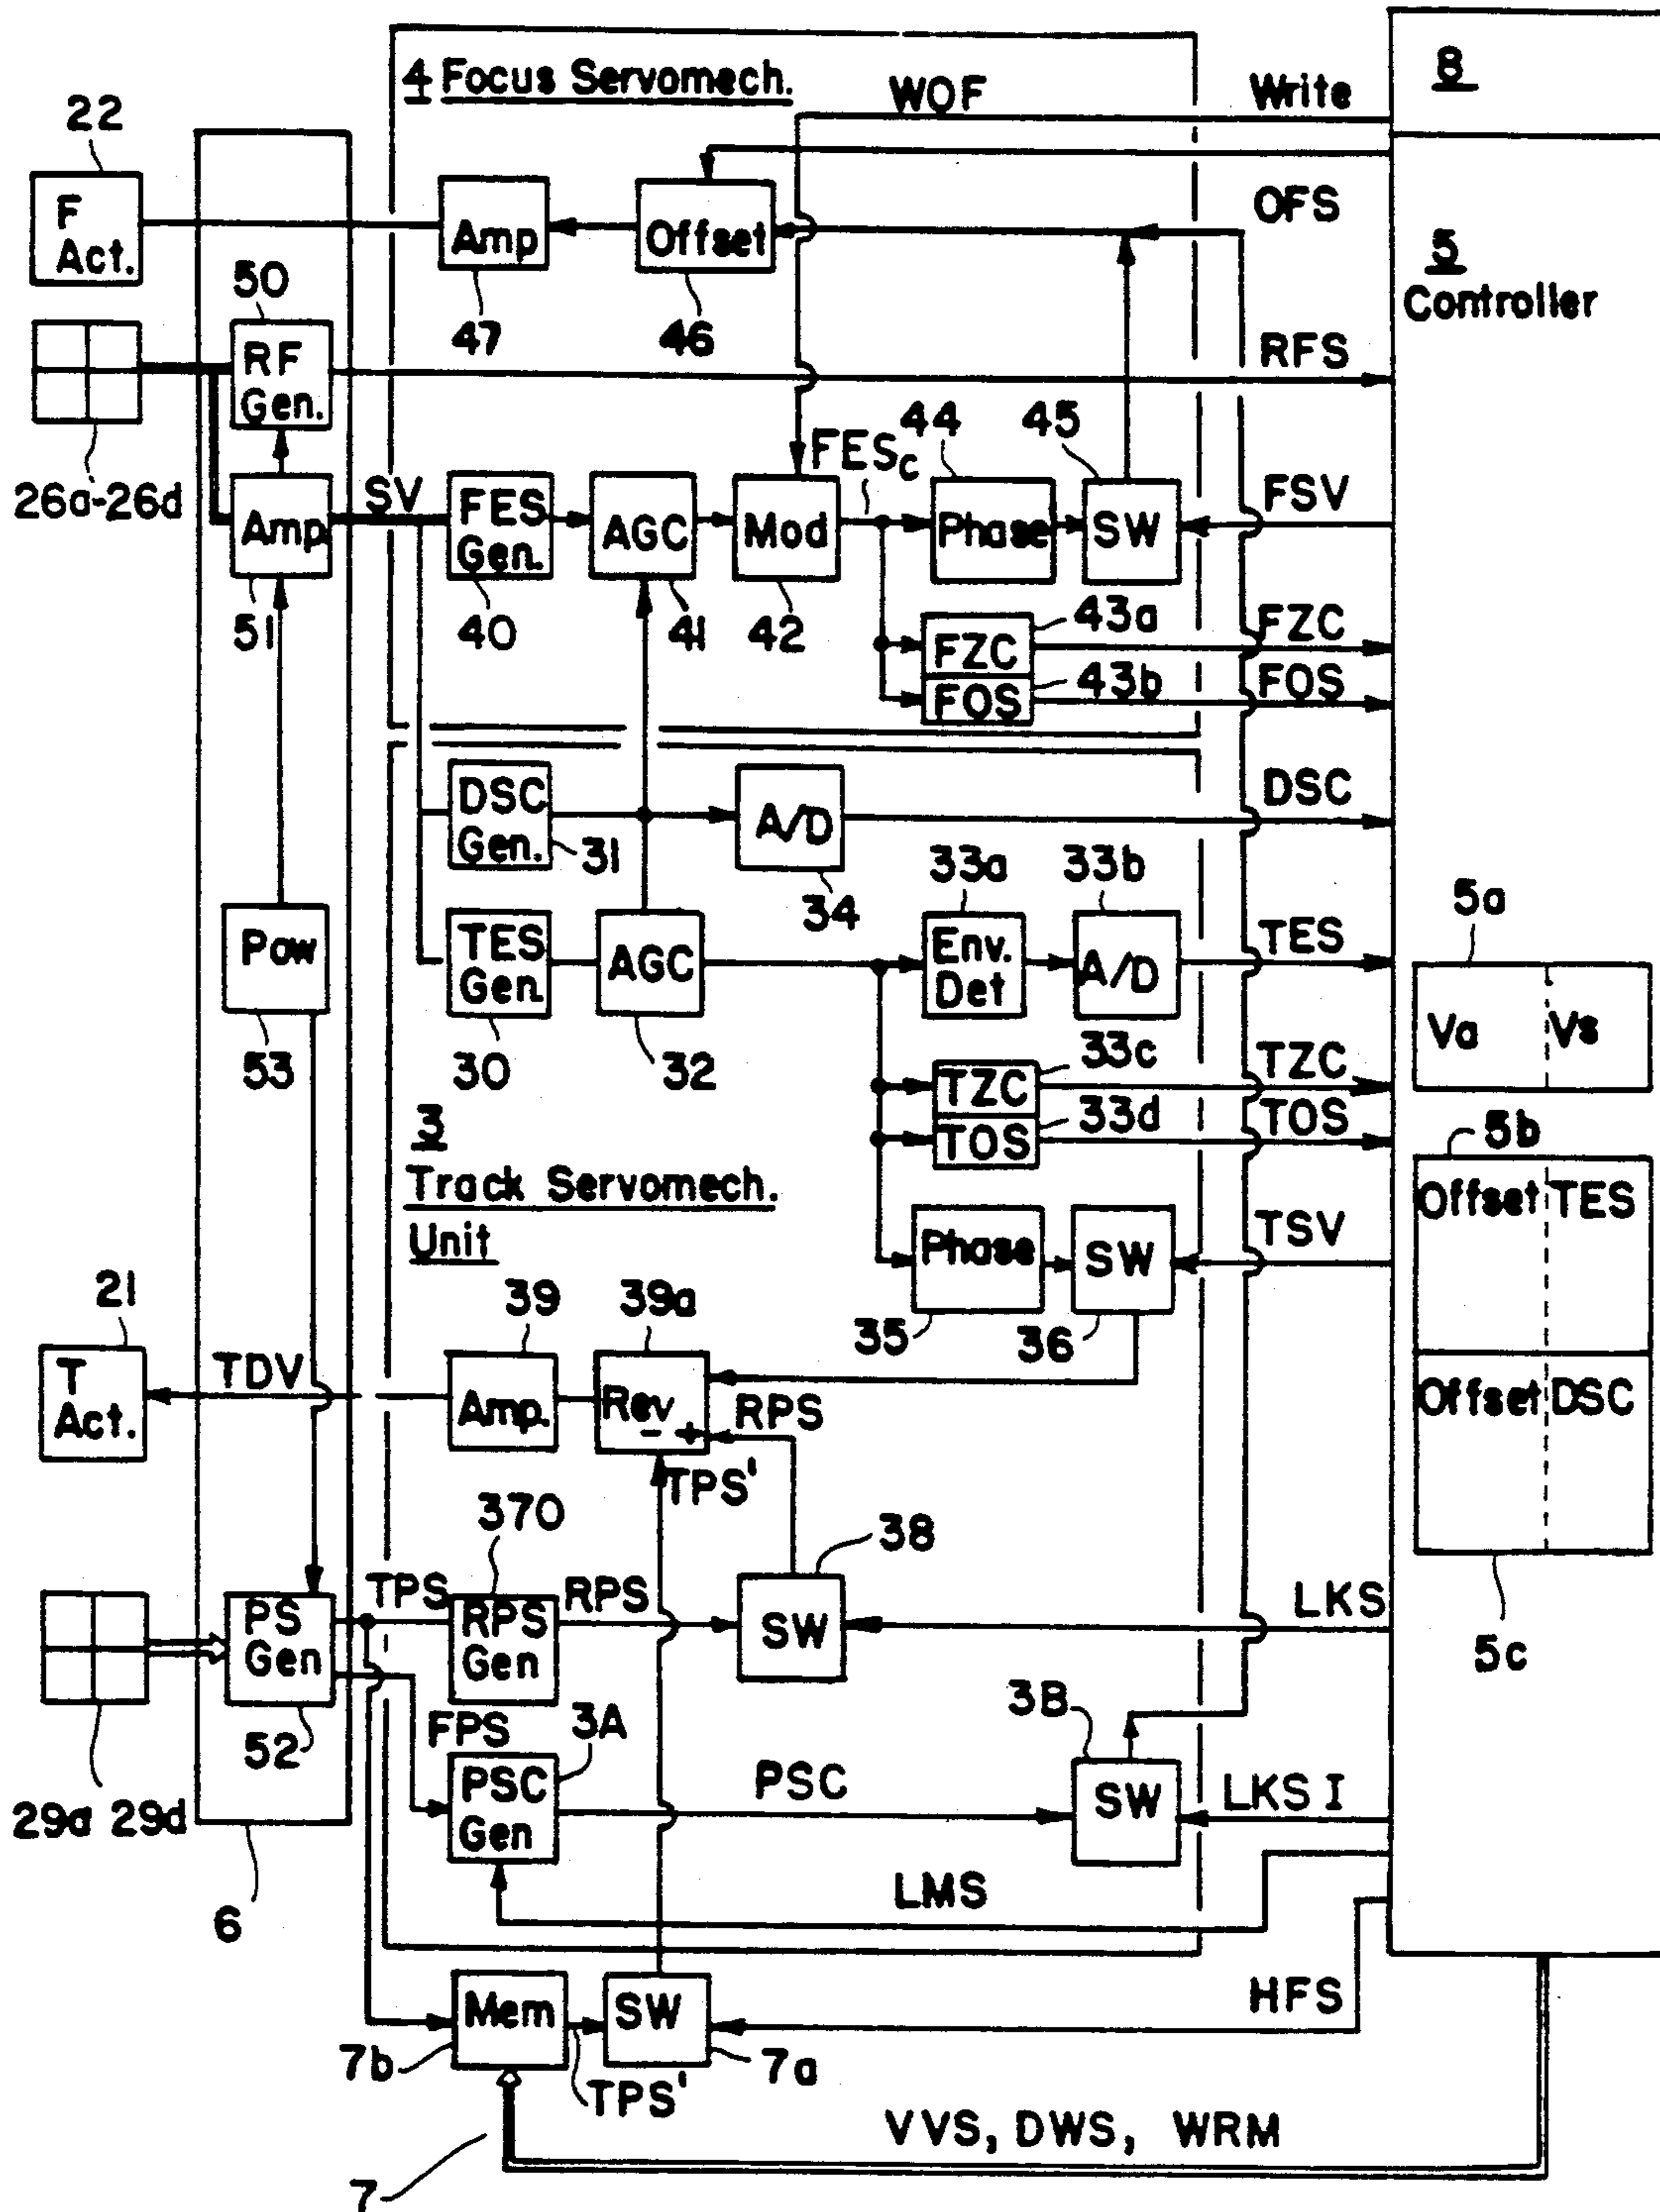 8
4 Focus Servomech.
WOF
Write
22
F
Act.
Amp
47
Offset
46
OFS
5
Controller
50
RF
Gen.
RFS
26a-26d
Amp.
51
SV
FES
Gen.
40
AGC
41
Mod
42
FESc
44
Phase
45
SW
FSV
FZC
43a
FZC
FOS
43b
FOS
DSC
Gen.
31
A/D
34
DSC
Pow
53
TES
Gen.
30
AGC
32
33a
Env.
Det
33b
A/D
TES
5a
Va
Vs
TZC
33c
TZC
TOS
33d
TOS
3
Track Servomech.
Unit
5b
Offset
TES
Offset
DSC
5c
Phase
35
SW
36
TSV
21
T
Act.
TDV
39
Amp.
39a
Rev
- +
RPS
TPS'
370
TPS
RPS
Gen
RPS
38
SW
LKS
PS
Gen
52
29a 29d
FPS
3A
PSC
Gen
PSC
3B
SW
LKS I
LMS
6
Mem
7b
TPS'
SW
7a
HFS
VVS, DWS, WRM
7